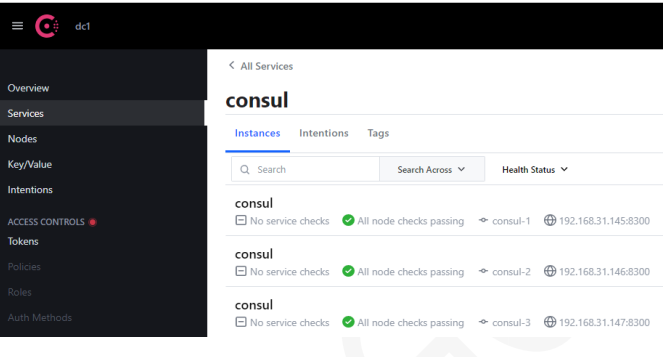 dc1
Overview
Services
Nodes
Key/Value
Intentions
ACCESS CONTROLS
Tokens
Policies
Roles
Auth Methods
All Services
consul
Instances Intentions Tags
Search Search Across Health Status
consul
No service checks All node checks passing consul-1 192.168.31.145:8300
consul
No service checks All node checks passing consul-2 192.168.31.146:8300
consul
No service checks All node checks passing consul-3 192.168.31.147:8300